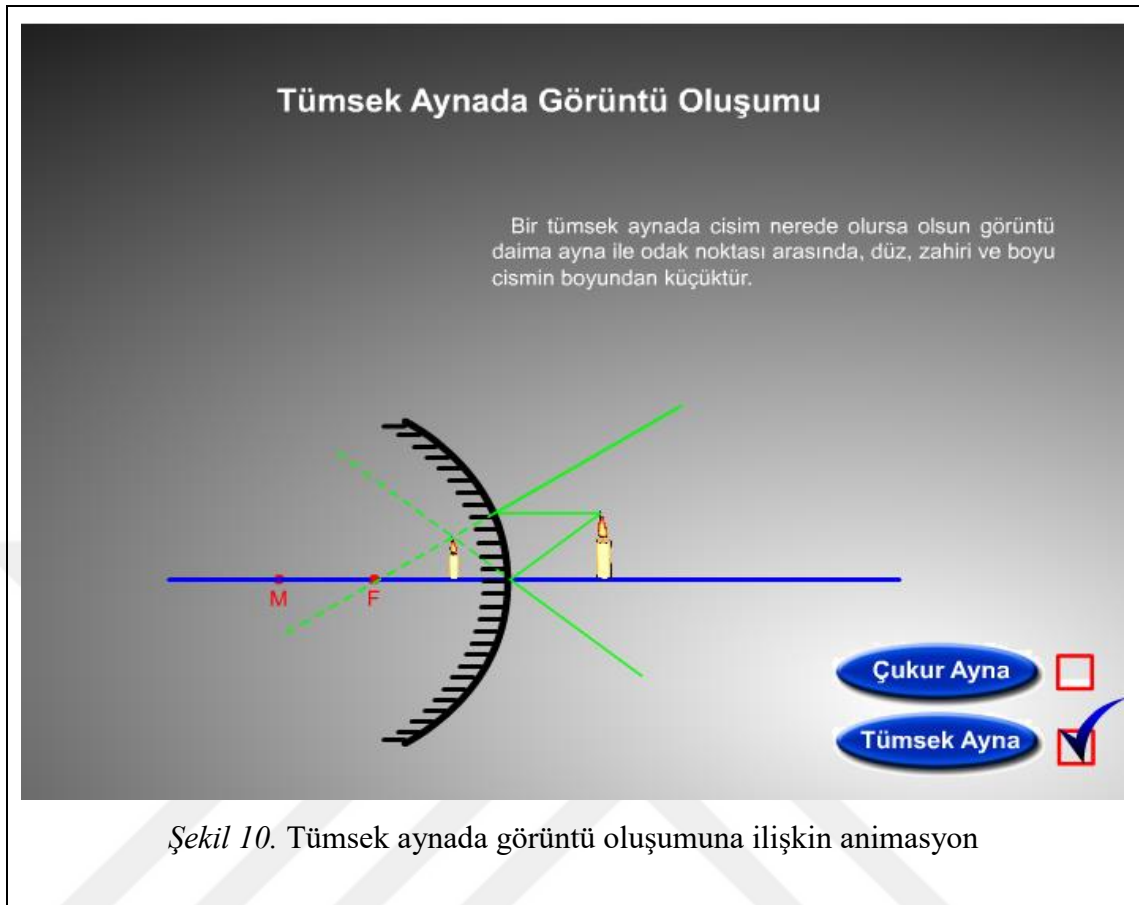 Tümsek Aynada Görüntü Oluşumu
Bir tümsek aynada cisim nerede olursa olsun görüntü
daima ayna ile odak noktası arasında, düz, zahiri ve boyu
cismin boyundan küçüktür.
M
F
Çukur Ayna
Tümsek Ayna
Şekil 10. Tümsek aynada görüntü oluşumuna ilişkin animasyon